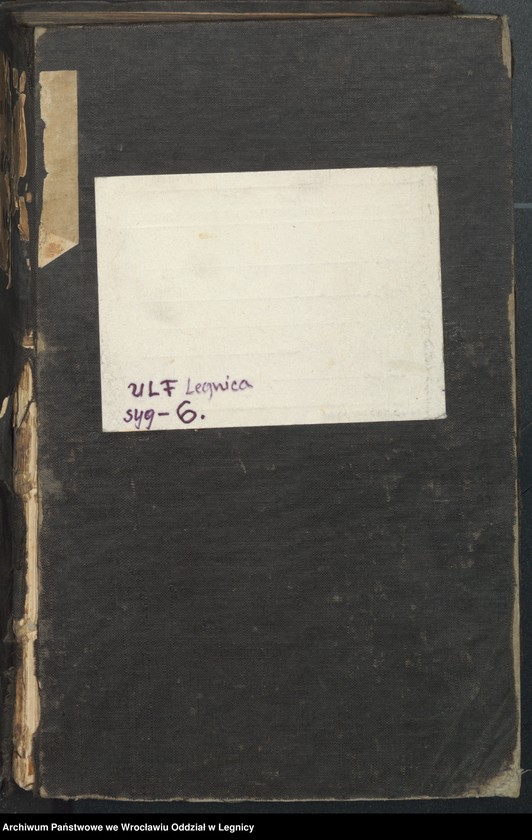 ULF Legnica
syg-6.
Archiwum Państwowe we Wrocławiu Oddział w Legnicy